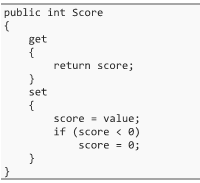 public int Score
{
    get
    {
        return score;
    }
    set
    {
        score = value;
        if (score < 0)
            score = 0;
    }
}